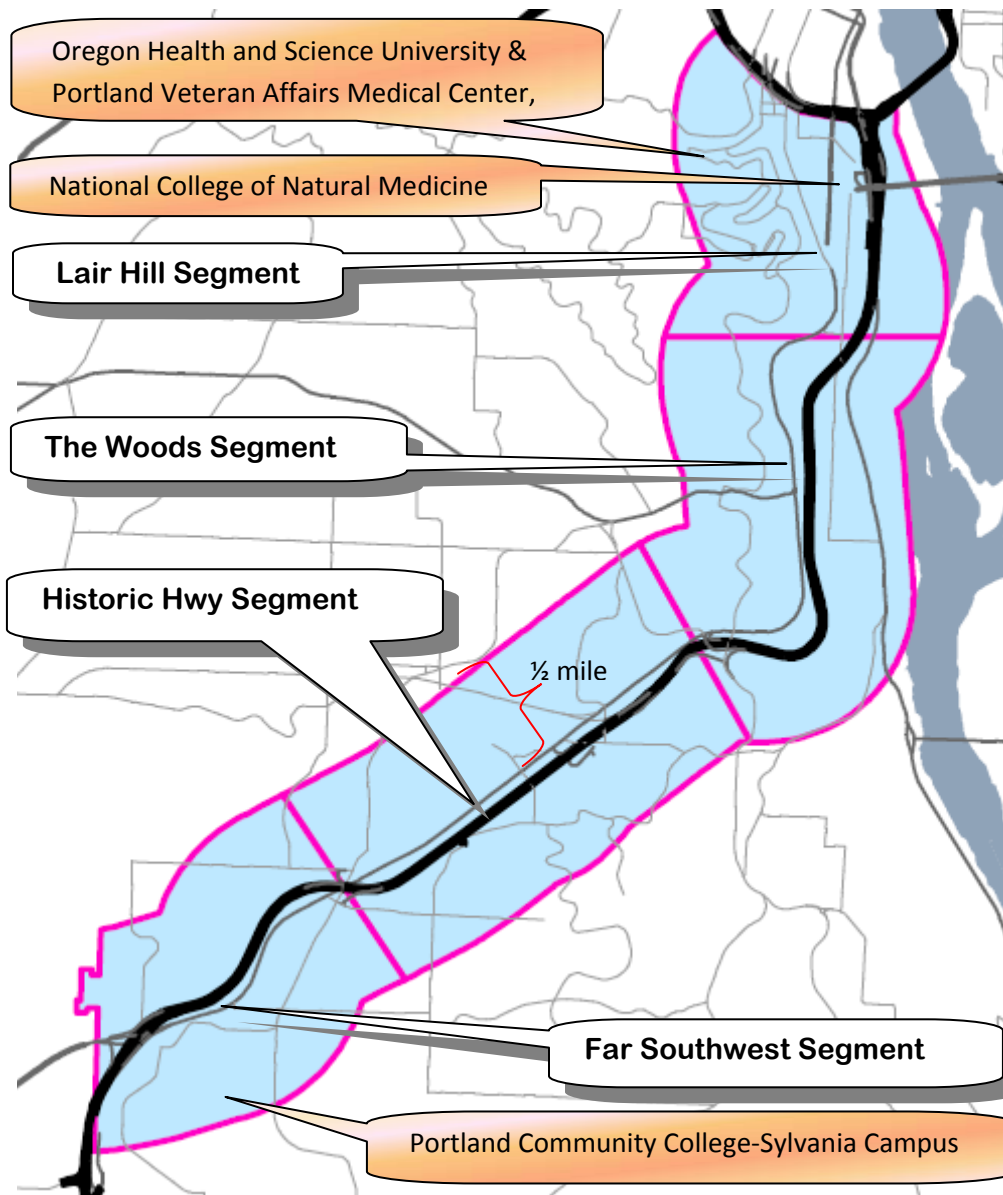 Oregon Health and Science University &
Portland Veteran Affairs Medical Center,
National College of Natural Medicine
Lair Hill Segment
The Woods Segment
Historic Hwy Segment
½ mile
Far Southwest Segment
Portland Community College-Sylvania Campus